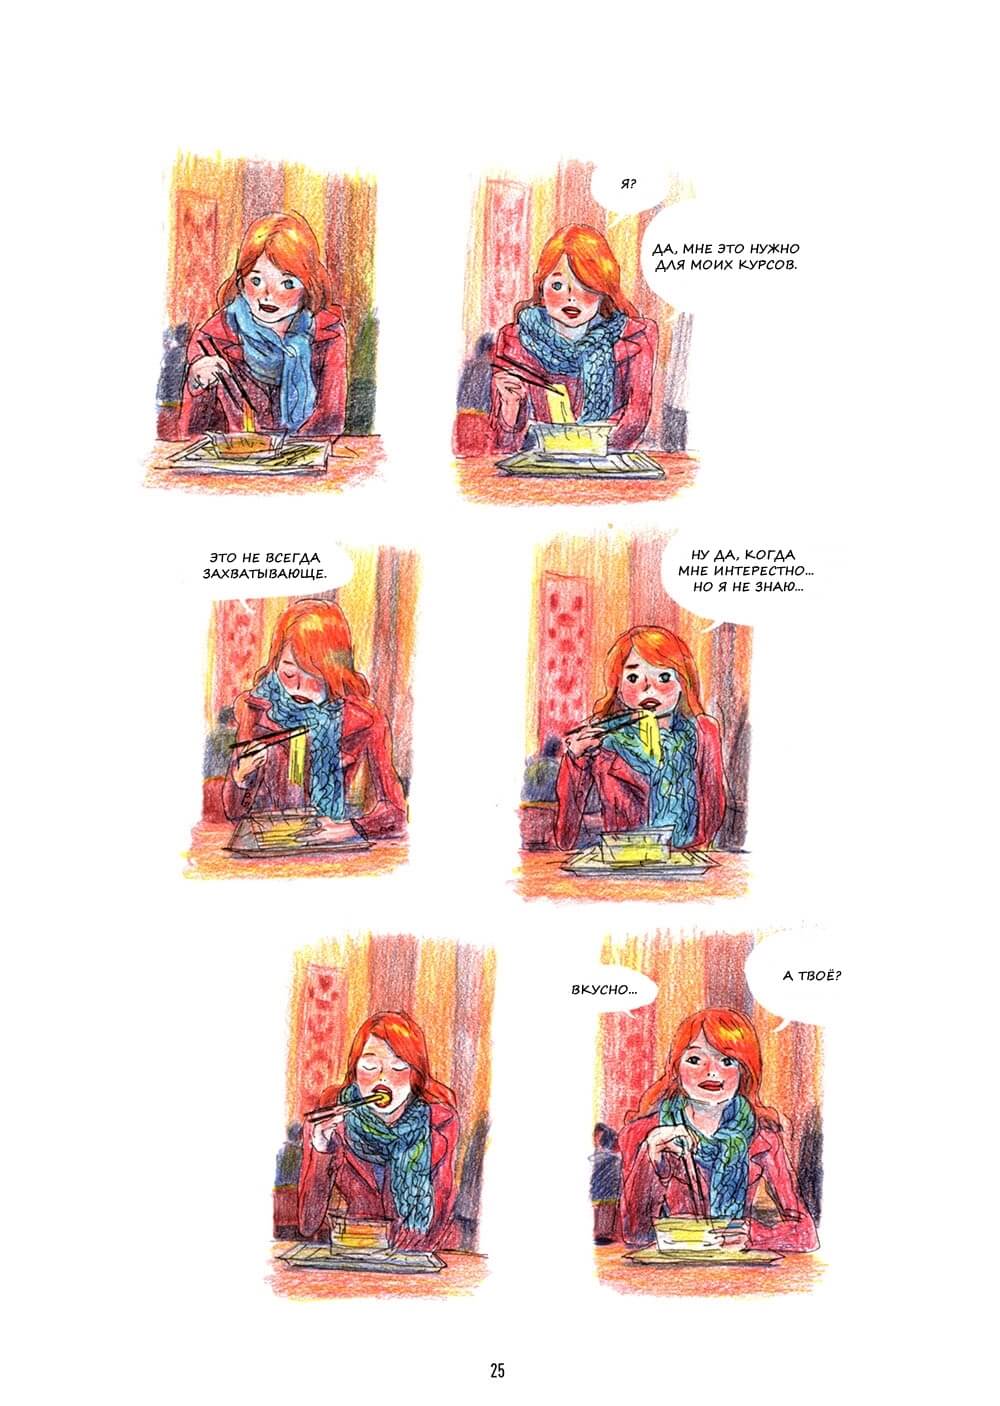 Я?
ДА, МНЕ ЭТО НУЖНО
ДЛЯ МОИХ КУРСОВ.
ЭТО НЕ ВСЕГДА
ЗАХВАТЫВАЮЩЕ.
НУ ДА, КОГДА
МНЕ ИНТЕРЕСНО...
НО Я НЕ ЗНАЮ...
ВКУСНО...
А ТВОЁ?
25